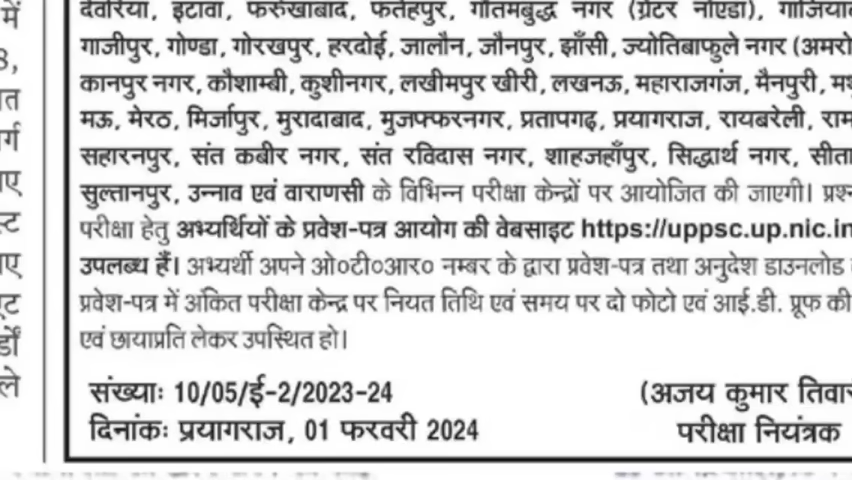 देवरिया, इटावा, फर्रुखाबाद, फतेहपुर, गौतमबुद्ध नगर (ग्रेटर नोएडा),
में गाजीपुर, गोण्डा, गोरखपुर, हरदोई, जालौन, जौनपुर, झाँसी, ज्योतिबाफुले नगर (अमरो
कानपुर नगर, कौशाम्बी, कुशीनगर, लखीमपुर खीरी, लखनऊ, महाराजगंज, मैनपुरी,
मऊ, मेरठ, मिर्जापुर, मुरादाबाद, मुजफ्फरनगर, प्रतापगढ़, प्रयागराज, रायबरेली, राम
सहारनपुर, संत कबीर नगर, संत रविदास नगर, शाहजहाँपुर, सिद्धार्थ नगर, सीता
सुल्तानपुर, उन्नाव एवं वाराणसी के विभिन्न परीक्षा केन्द्रों पर आयोजित की जाएगी। प्रश्न
परीक्षा हेतु अभ्यर्थियों के प्रवेश-पत्र आयोग की वेबसाइट https://uppsc.up.nic.in
उपलब्ध हैं। अभ्यर्थी अपने ओ०टी०आर० नम्बर के द्वारा प्रवेश-पत्र तथा अनुदेश डाउनलोड
प्रवेश-पत्र में अंकित परीक्षा केन्द्र पर नियत तिथि एवं समय पर दो फोटो एवं आई.डी. प्रूफ की
एवं छायाप्रति लेकर उपस्थित हो।
संख्याः 10/05/ई-2/2023-24
(अजय कुमार तिवार
दिनांकः प्रयागराज, 01 फरवरी 2024
परीक्षा नियंत्रक